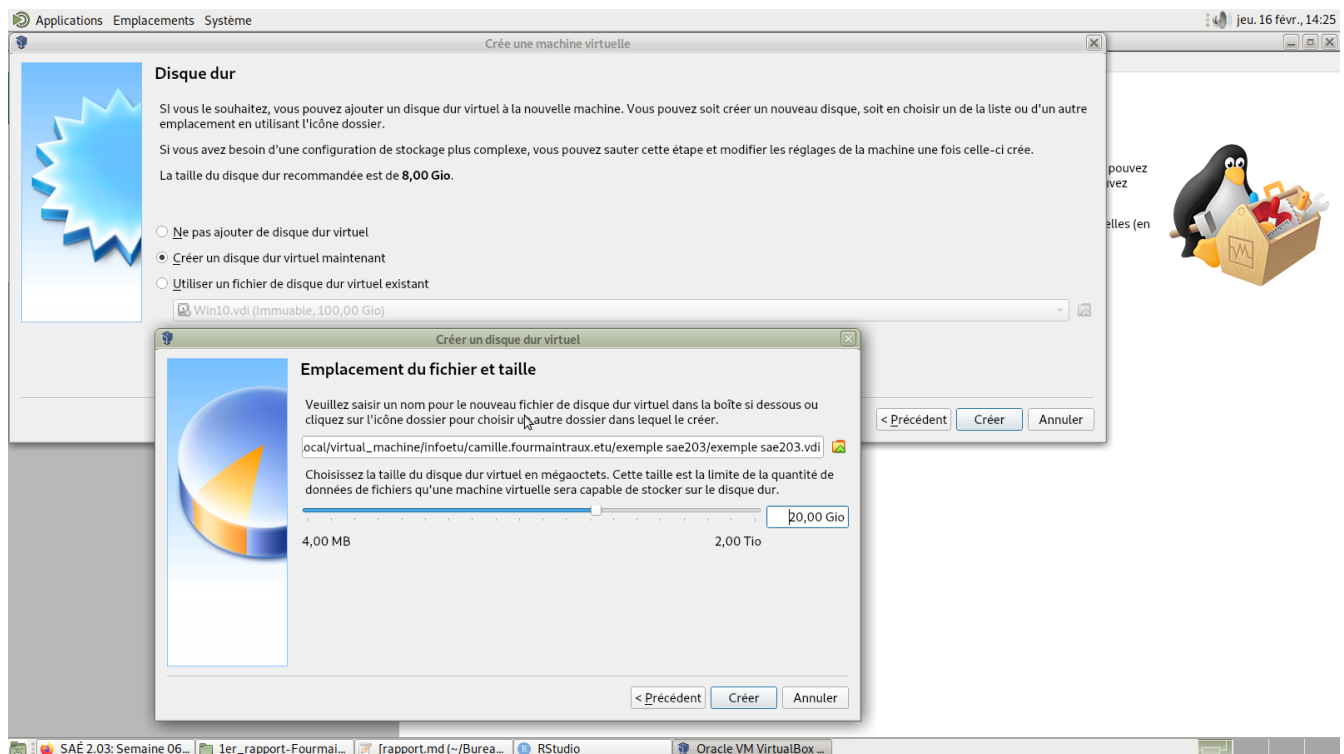 Applications Emplacements Système
jeu. 16 févr., 14:25
Crée une machine virtuelle
Disque dur
SI vous le souhaitez, vous pouvez ajouter un disque dur virtuel à la nouvelle machine. Vous pouvez soit créer un nouveau disque, soit en choisir un de la liste ou d'un autre
emplacement en utilisant l'icône dossier.
Si vous avez besoin d'une configuration de stockage plus complexe, vous pouvez sauter cette étape et modifier les réglages de la machine une fois celle-ci crée.
La taille du disque dur recommandée est de 8,00 Gio.
pouvez
vez
elles (en
Ne pas ajouter de disque dur virtuel
Créer un disque dur virtuel maintenant
Utiliser un fichier de disque dur virtuel existant
Win10.vdi (Immuable, 100,00 Gio)
< Précédent
Créer
Annuler
Créer un disque dur virtuel
Emplacement du fichier et taille
Veuillez saisir un nom pour le nouveau fichier de disque dur virtuel dans la boîte si dessous ou
cliquez sur l'icône dossier pour choisir un autre dossier dans lequel le créer.
ocal/virtual_machine/infoetu/camille.fourmaintraux.etu/exemple sae203/exemple sae203.vdi
Choisissez la taille du disque dur virtuel en mégaoctets. Cette taille est la limite de la quantité de
données de fichiers qu'une machine virtuelle sera capable de stocker sur le disque dur.
20,00 Gio
4,00 MB
2,00 Tio
< Précédent
Créer
Annuler
SAÉ 2.03: Semaine 06...
1er_rapport-Fourmai...
[rapport.md (~/Burea...
RStudio
Oracle VM VirtualBox ...